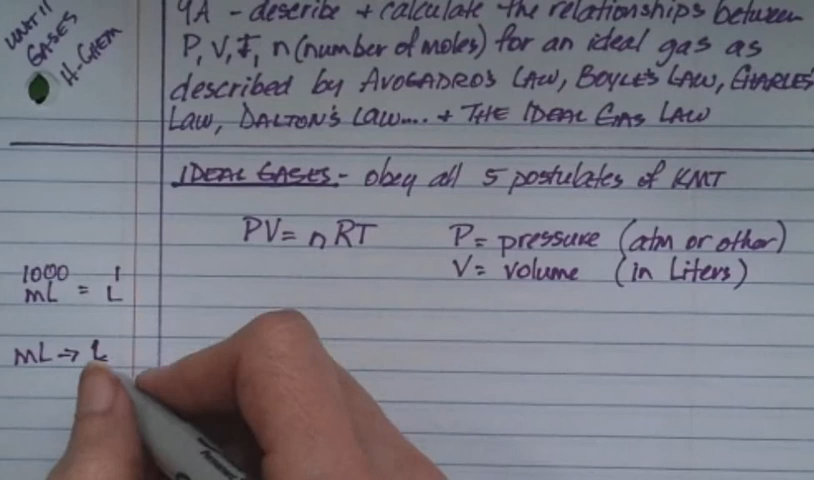 UNIT 11
GASES
H-CHEM
9A - describe + calculate the relationships between
P, V, T, n (number of moles) for an ideal gas as
described by AVOGADRO'S LAW, BOYLE'S LAW, CHARLES'
LAW, DALTON'S LAW.... + THE IDEAL GAS LAW
IDEAL GASES - obey all 5 postulates of KMT
PV = nRT
P = pressure (atm or other)
V = volume (in Liters)
1000 mL = 1 L
mL → L